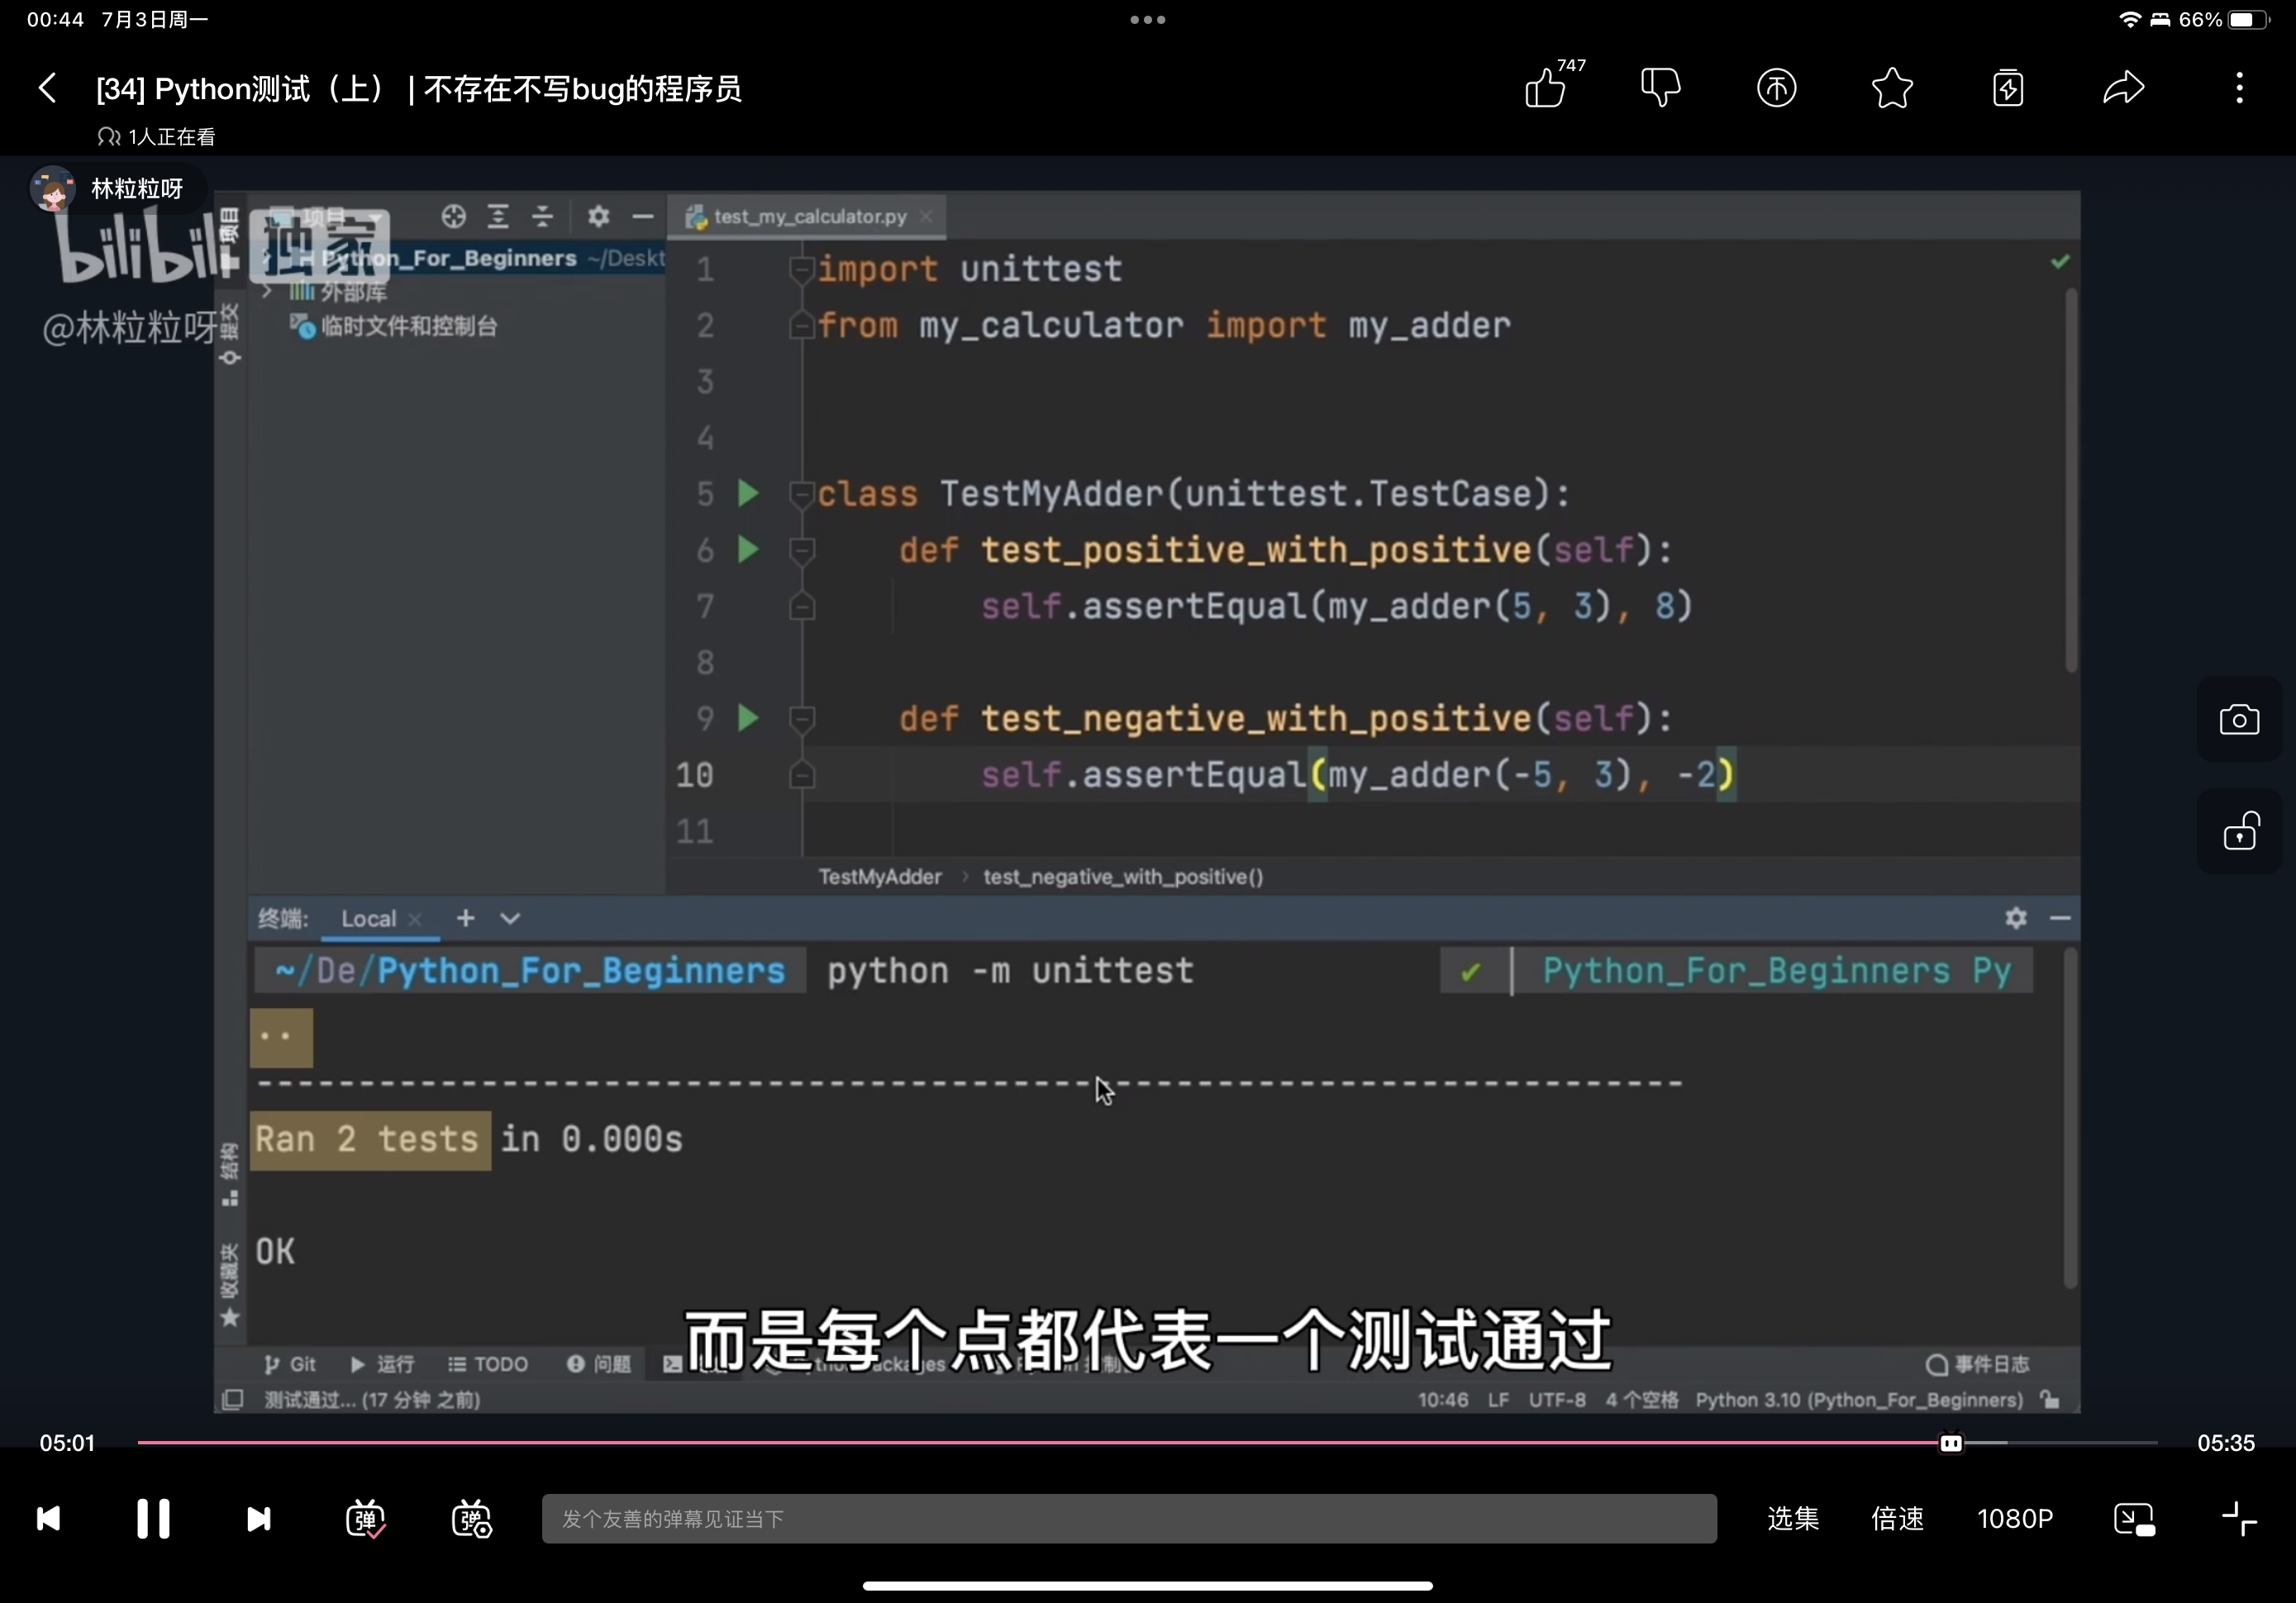 00:44 7月3日周一
66%
[34] Python测试（上） | 不存在不写bug的程序员
747
1人正在看
林粒粒呀
bilibili 独家
@林粒粒呀
项目
提交
test_my_calculator.py
Python_For_Beginners ~/Deskt
外部库
临时文件和控制台
1 import unittest
2 from my_calculator import my_adder
3
4
5 class TestMyAdder(unittest.TestCase):
6 def test_positive_with_positive(self):
7 self.assertEqual(my_adder(5, 3), 8)
8
9 def test_negative_with_positive(self):
10 self.assertEqual(my_adder(-5, 3), -2)
11
TestMyAdder › test_negative_with_positive()
终端: Local
~/De/Python_For_Beginners python -m unittest ✔ | Python_For_Beginners Py
..
----------------------------------------------------------------------
Ran 2 tests in 0.000s
OK
结构
收藏夹
而是每个点都代表一个测试通过
Git 运行 TODO 问题 事件日志
测试通过... (17 分钟 之前) 10:46 LF UTF-8 4 个空格 Python 3.10 (Python_For_Beginners)
05:01 05:35
弹 弹 发个友善的弹幕见证当下 选集 倍速 1080P